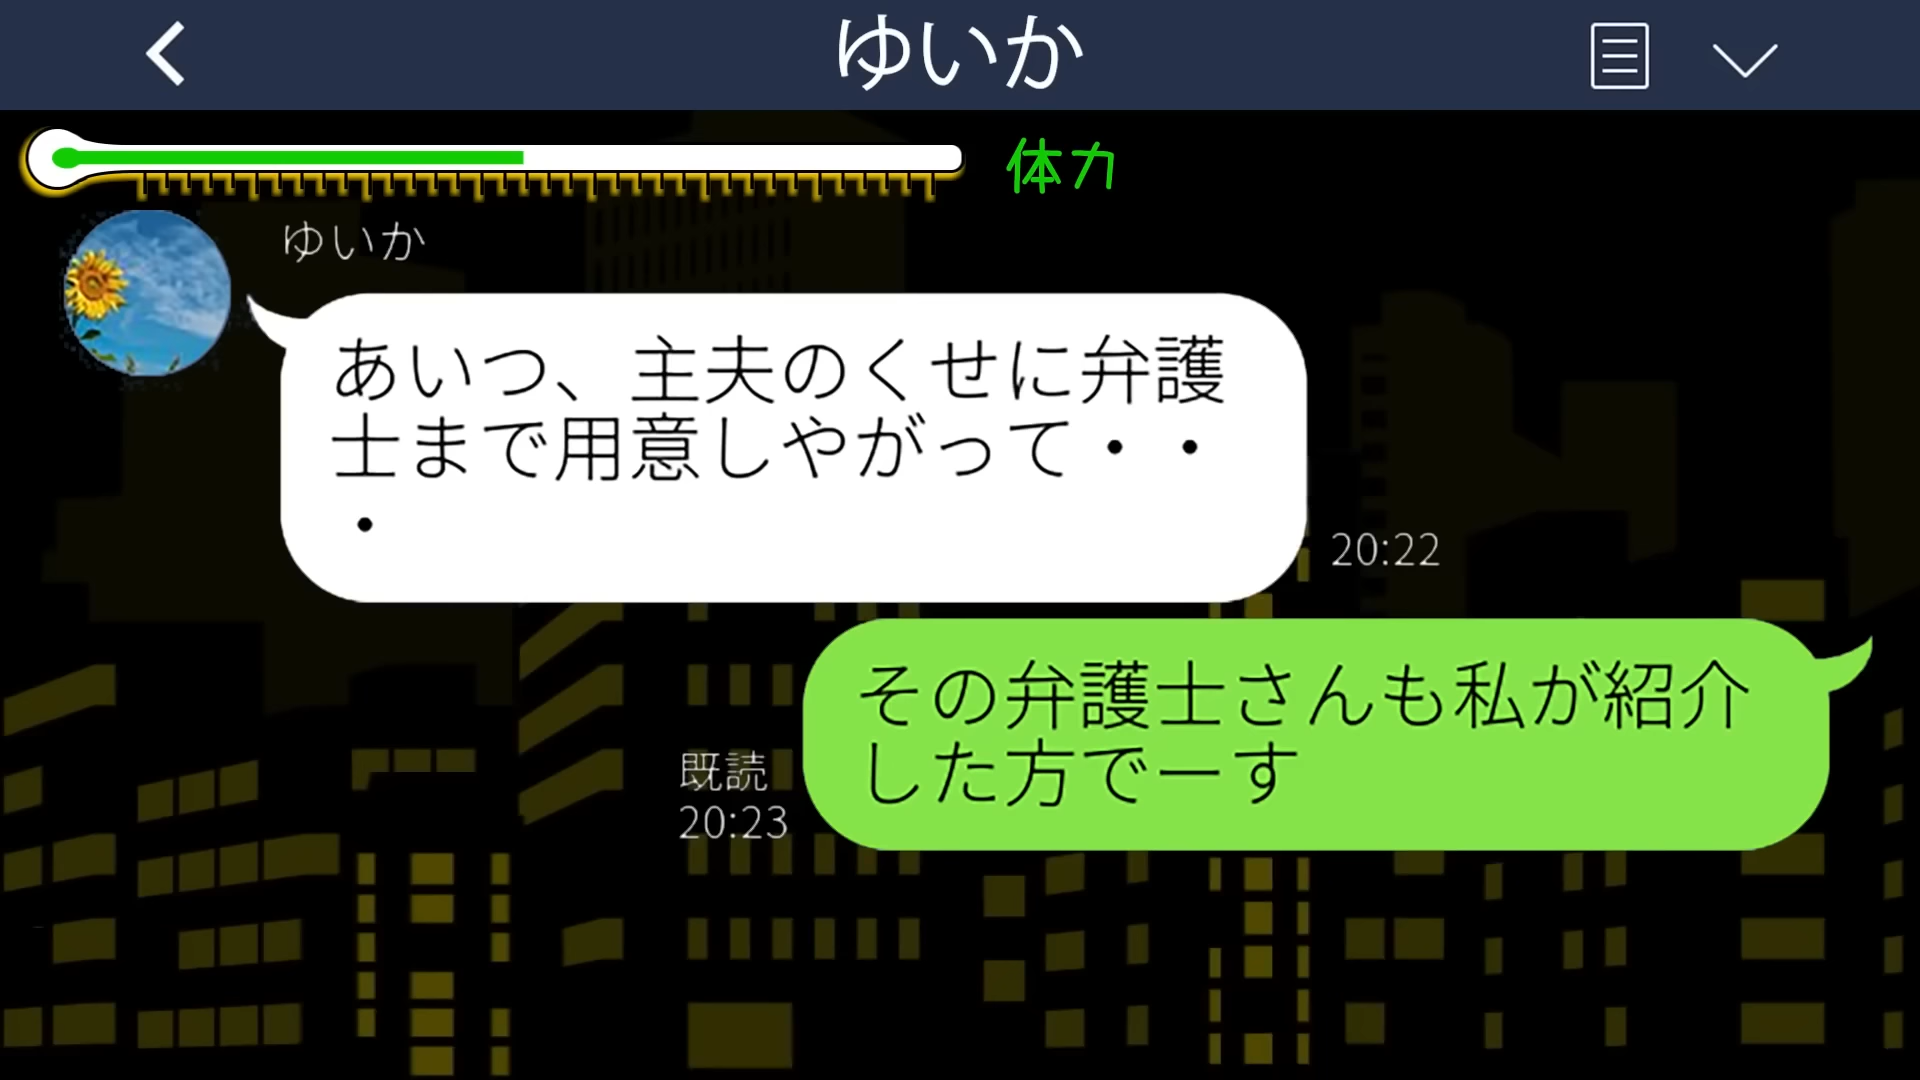 ゆいか
体力
ゆいか
あいつ、主夫のくせに弁護
士まで用意しやがって・・
・
20:22
その弁護士さんも私が紹介
した方でーす
既読
20:23